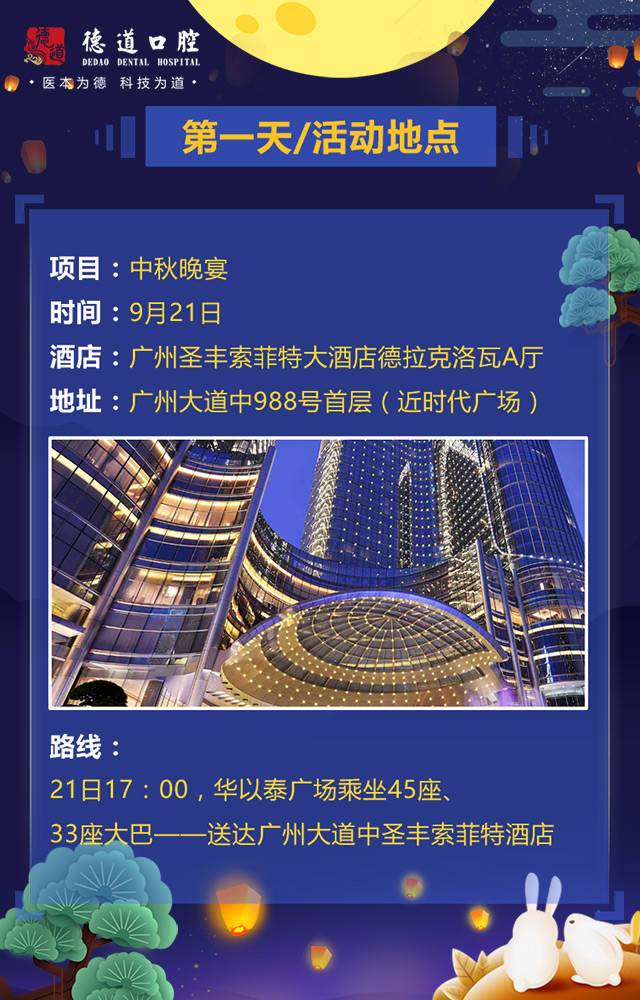 德道
德道口腔
DEDAO DENTAL HOSPITAL
·医本为德 科技为道·
第一天/活动地点
项目：中秋晚宴
时间：9月21日
酒店：广州圣丰索菲特大酒店德拉克洛瓦A厅
地址：广州大道中988号首层（近时代广场）
路线：
21日17：00，华以泰广场乘坐45座、
33座大巴——送达广州大道中圣丰索菲特酒店